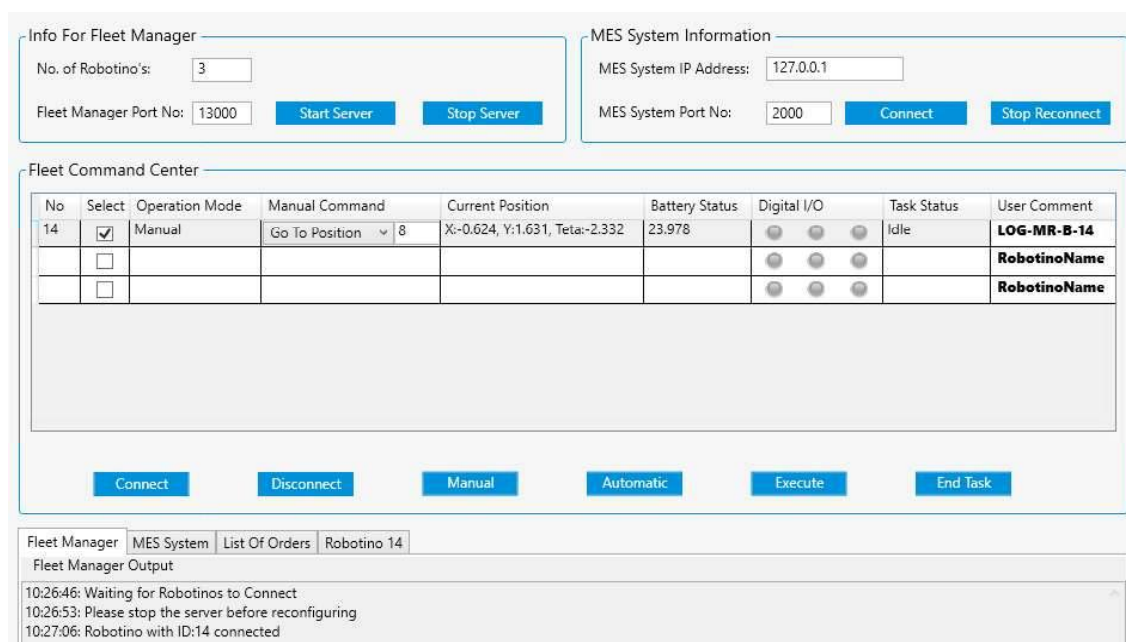 Info For Fleet Manager
No. of Robotino's: 3
Fleet Manager Port No: 13000 Start Server Stop Server
MES System Information
MES System IP Address: 127.0.0.1
MES System Port No: 2000 Connect Stop Reconnect
Fleet Command Center
No Select Operation Mode Manual Command Current Position Battery Status Digital I/O Task Status User Comment
14 Manual Go To Position 8 X:-0.624, Y:1.631, Teta:-2.332 23.978 Idle LOG-MR-B-14
RobotinoName
RobotinoName
Connect Disconnect Manual Automatic Execute End Task
Fleet Manager MES System List Of Orders Robotino 14
Fleet Manager Output
10:26:46: Waiting for Robotinos to Connect
10:26:53: Please stop the server before reconfiguring
10:27:06: Robotino with ID:14 connected